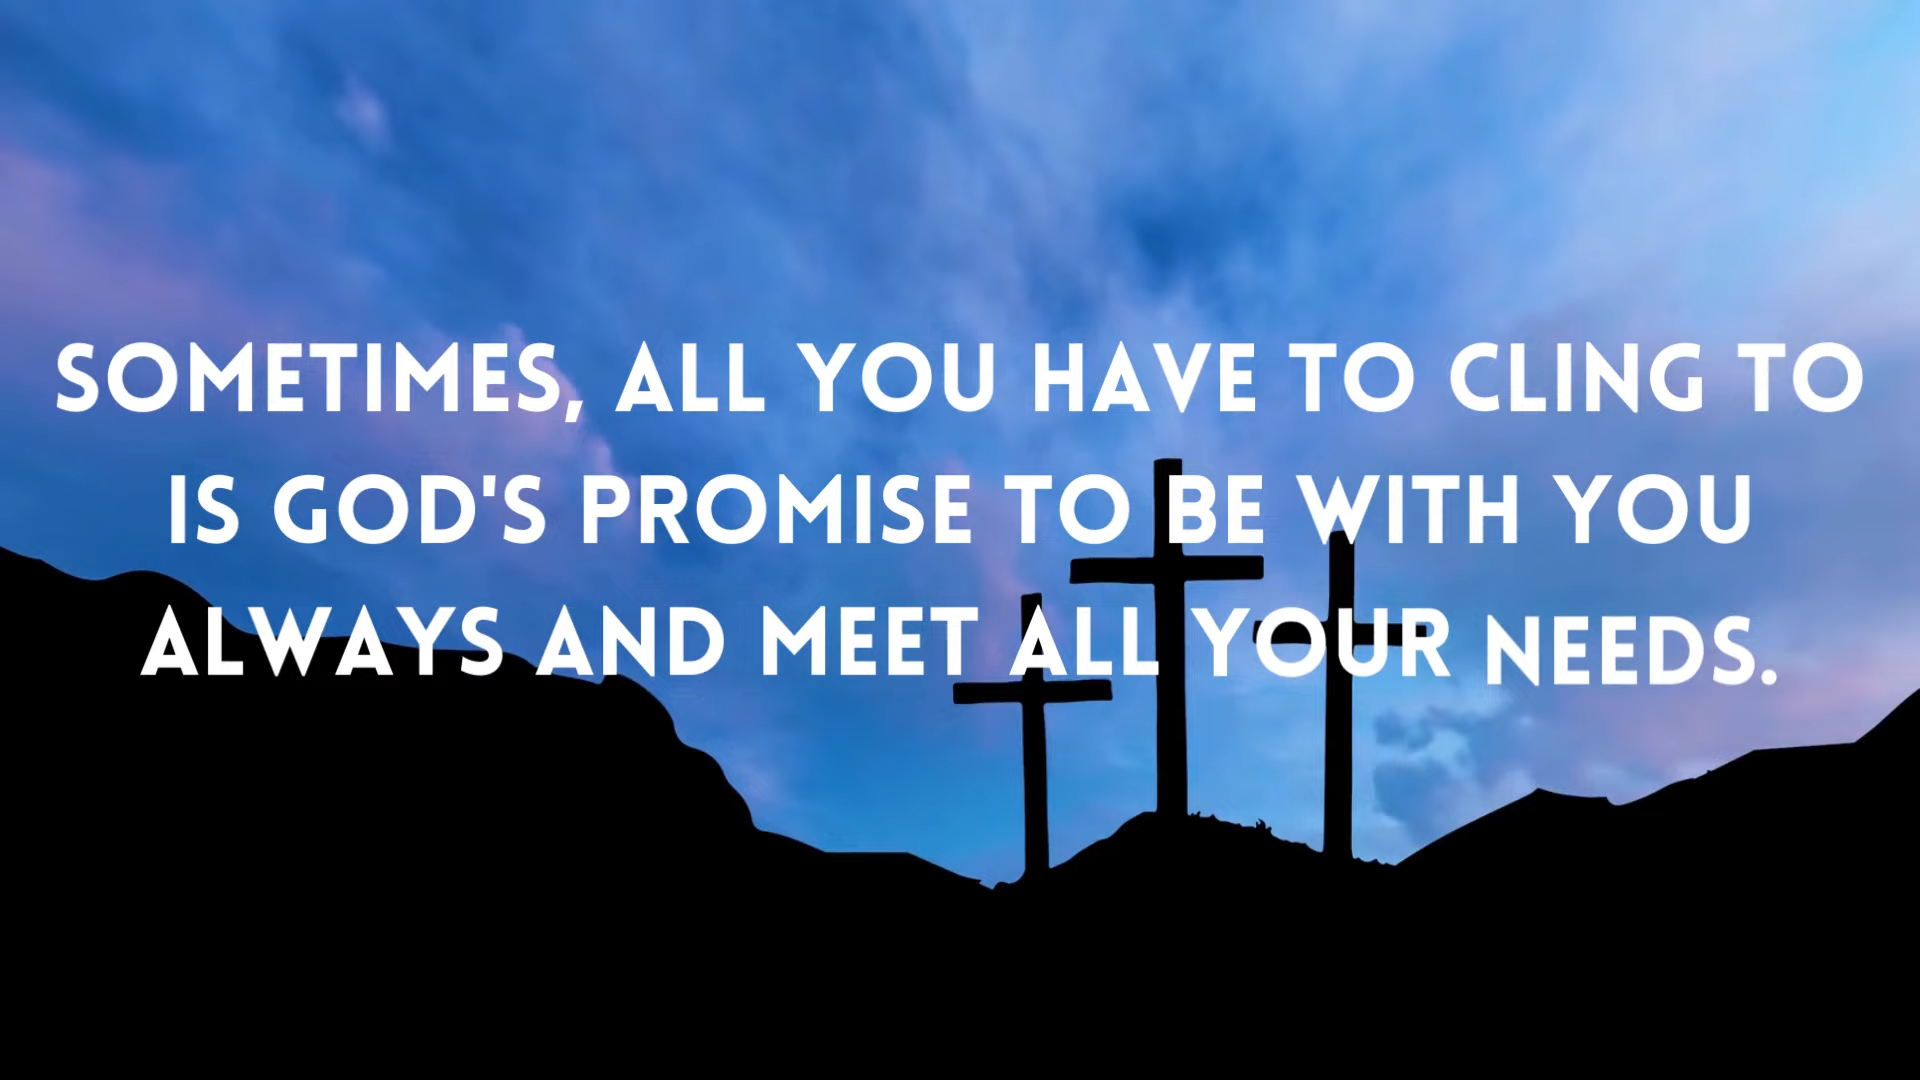 SOMETIMES, ALL YOU HAVE TO CLING TO
IS GOD'S PROMISE TO BE WITH YOU
ALWAYS AND MEET ALL YOUR NEEDS.